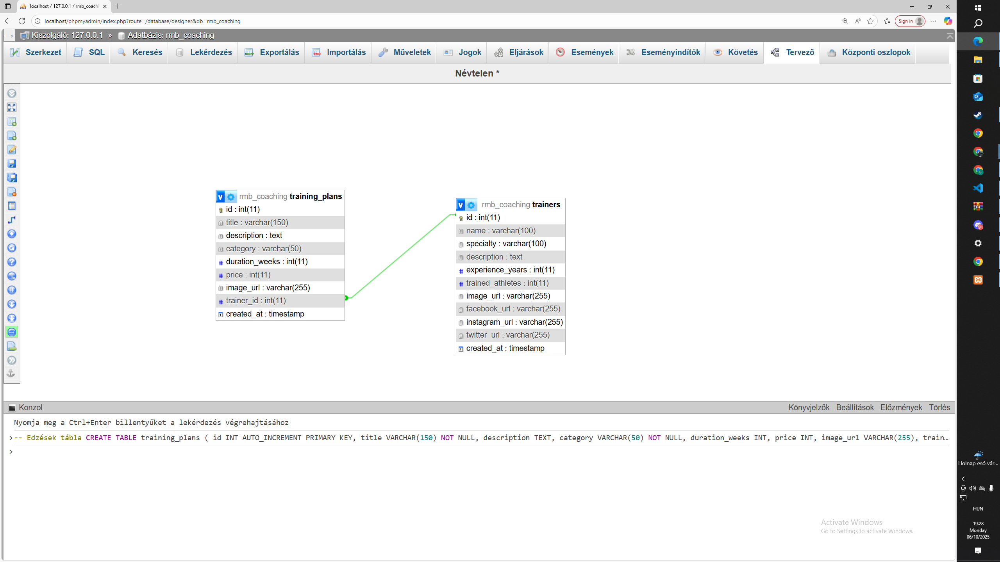 localhost / 127.0.0.1 / rmb_coachi
localhost/phpmyadmin/index.php?route=/database/designer&db=rmb_coaching
Sign in
Kiszolgáló: 127.0.0.1 » Adatbázis: rmb_coaching
Szerkezet SQL Keresés Lekérdezés Exportálás Importálás Műveletek Jogok Eljárások Események Eseményindítók Követés Tervező Központi oszlopok
Névtelen *
v rmb_coaching training_plans
id : int(11)
title : varchar(150)
description : text
category : varchar(50)
# duration_weeks : int(11)
# price : int(11)
image_url : varchar(255)
# trainer_id : int(11)
created_at : timestamp
v rmb_coaching trainers
id : int(11)
name : varchar(100)
specialty : varchar(100)
description : text
# experience_years : int(11)
# trained_athletes : int(11)
image_url : varchar(255)
facebook_url : varchar(255)
instagram_url : varchar(255)
twitter_url : varchar(255)
created_at : timestamp
Konzol
Könyvjelzők Beállítások Előzmények Törlés
Nyomja meg a Ctrl+Enter billentyűket a lekérdezés végrehajtásához
>-- Edzések tábla CREATE TABLE training_plans ( id INT AUTO_INCREMENT PRIMARY KEY, title VARCHAR(150) NOT NULL, description TEXT, category VARCHAR(50) NOT NULL, duration_weeks INT, price INT, image_url VARCHAR(255), train…
>
Activate Windows
Go to Settings to activate Windows.
Holnap eső vár...
HUN
19:28
Monday
06/10/2025